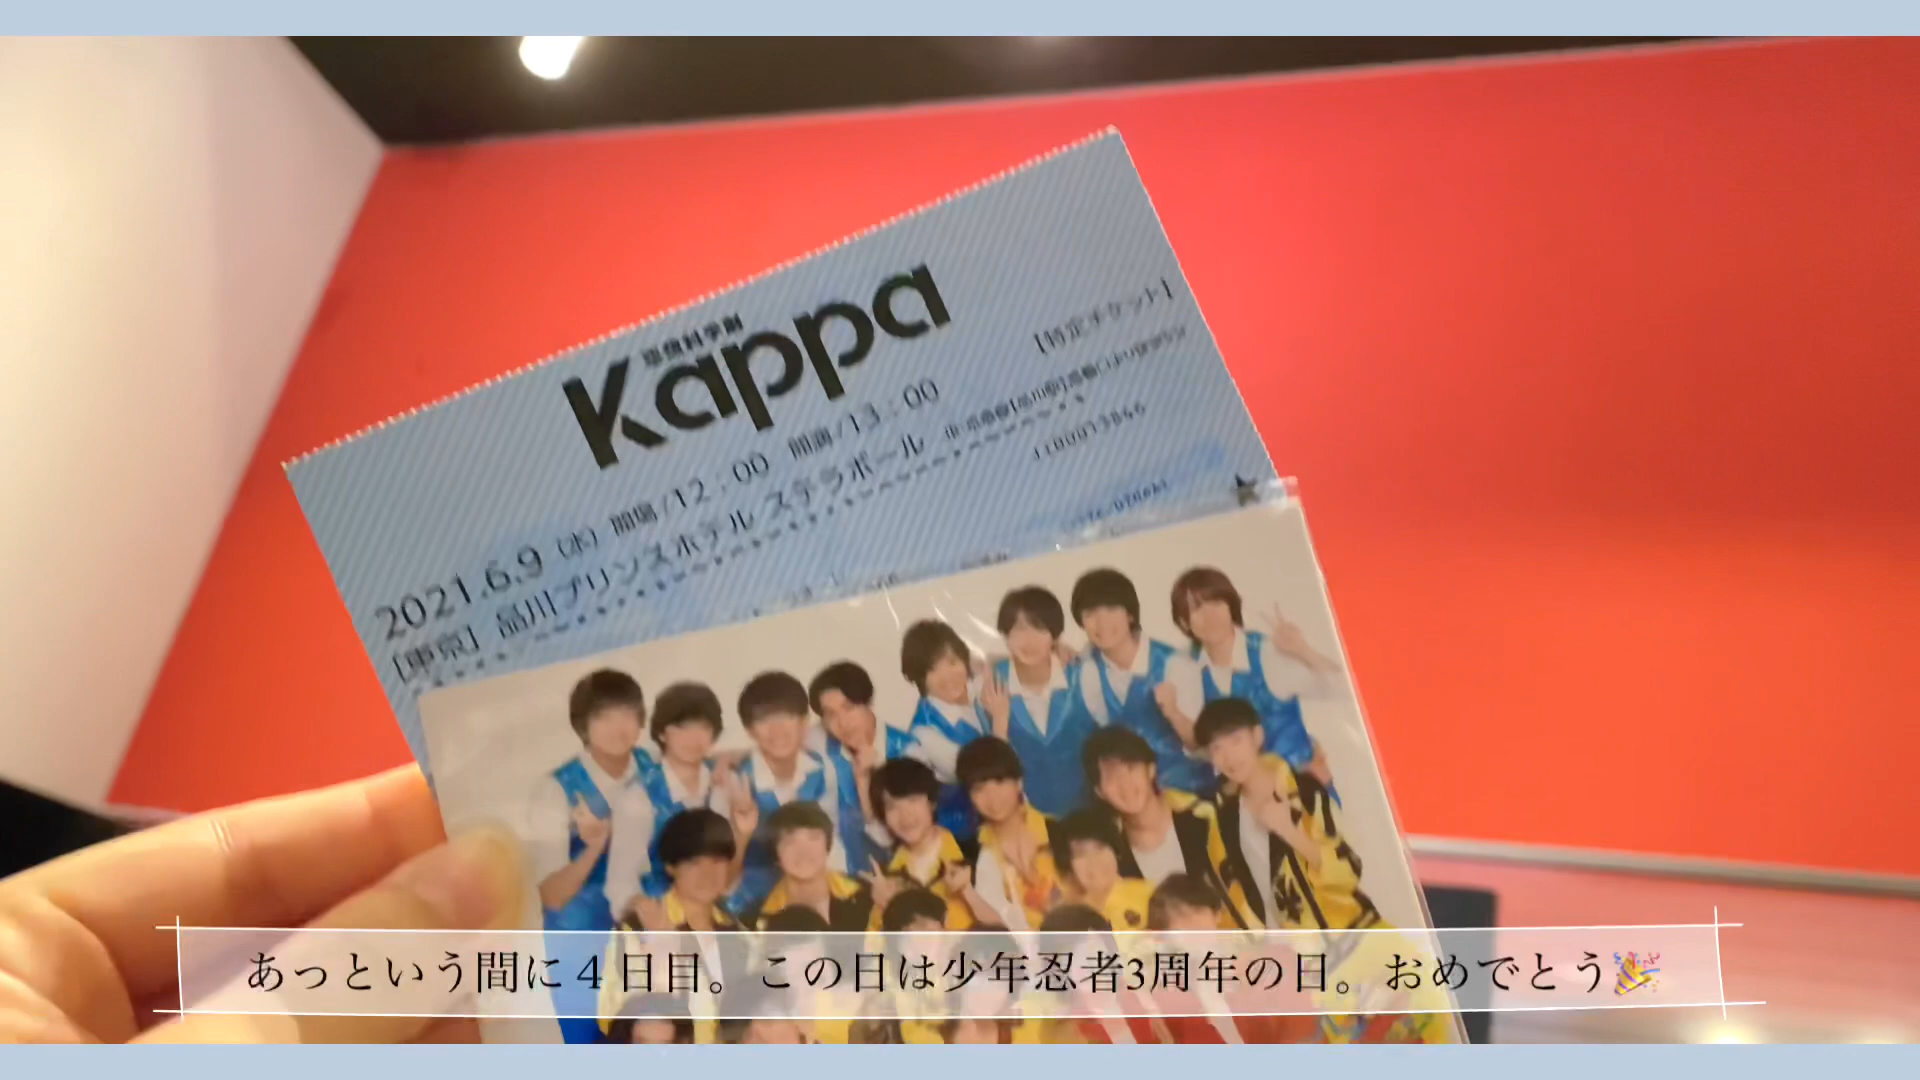 Kappa
【特定チケット】
2021.6.9（水）開場/12：00 開演/13：00
[東京] 品川プリンスホテル ステラボール
あっという間に４日目。この日は少年忍者3周年の日。おめでとう🎉